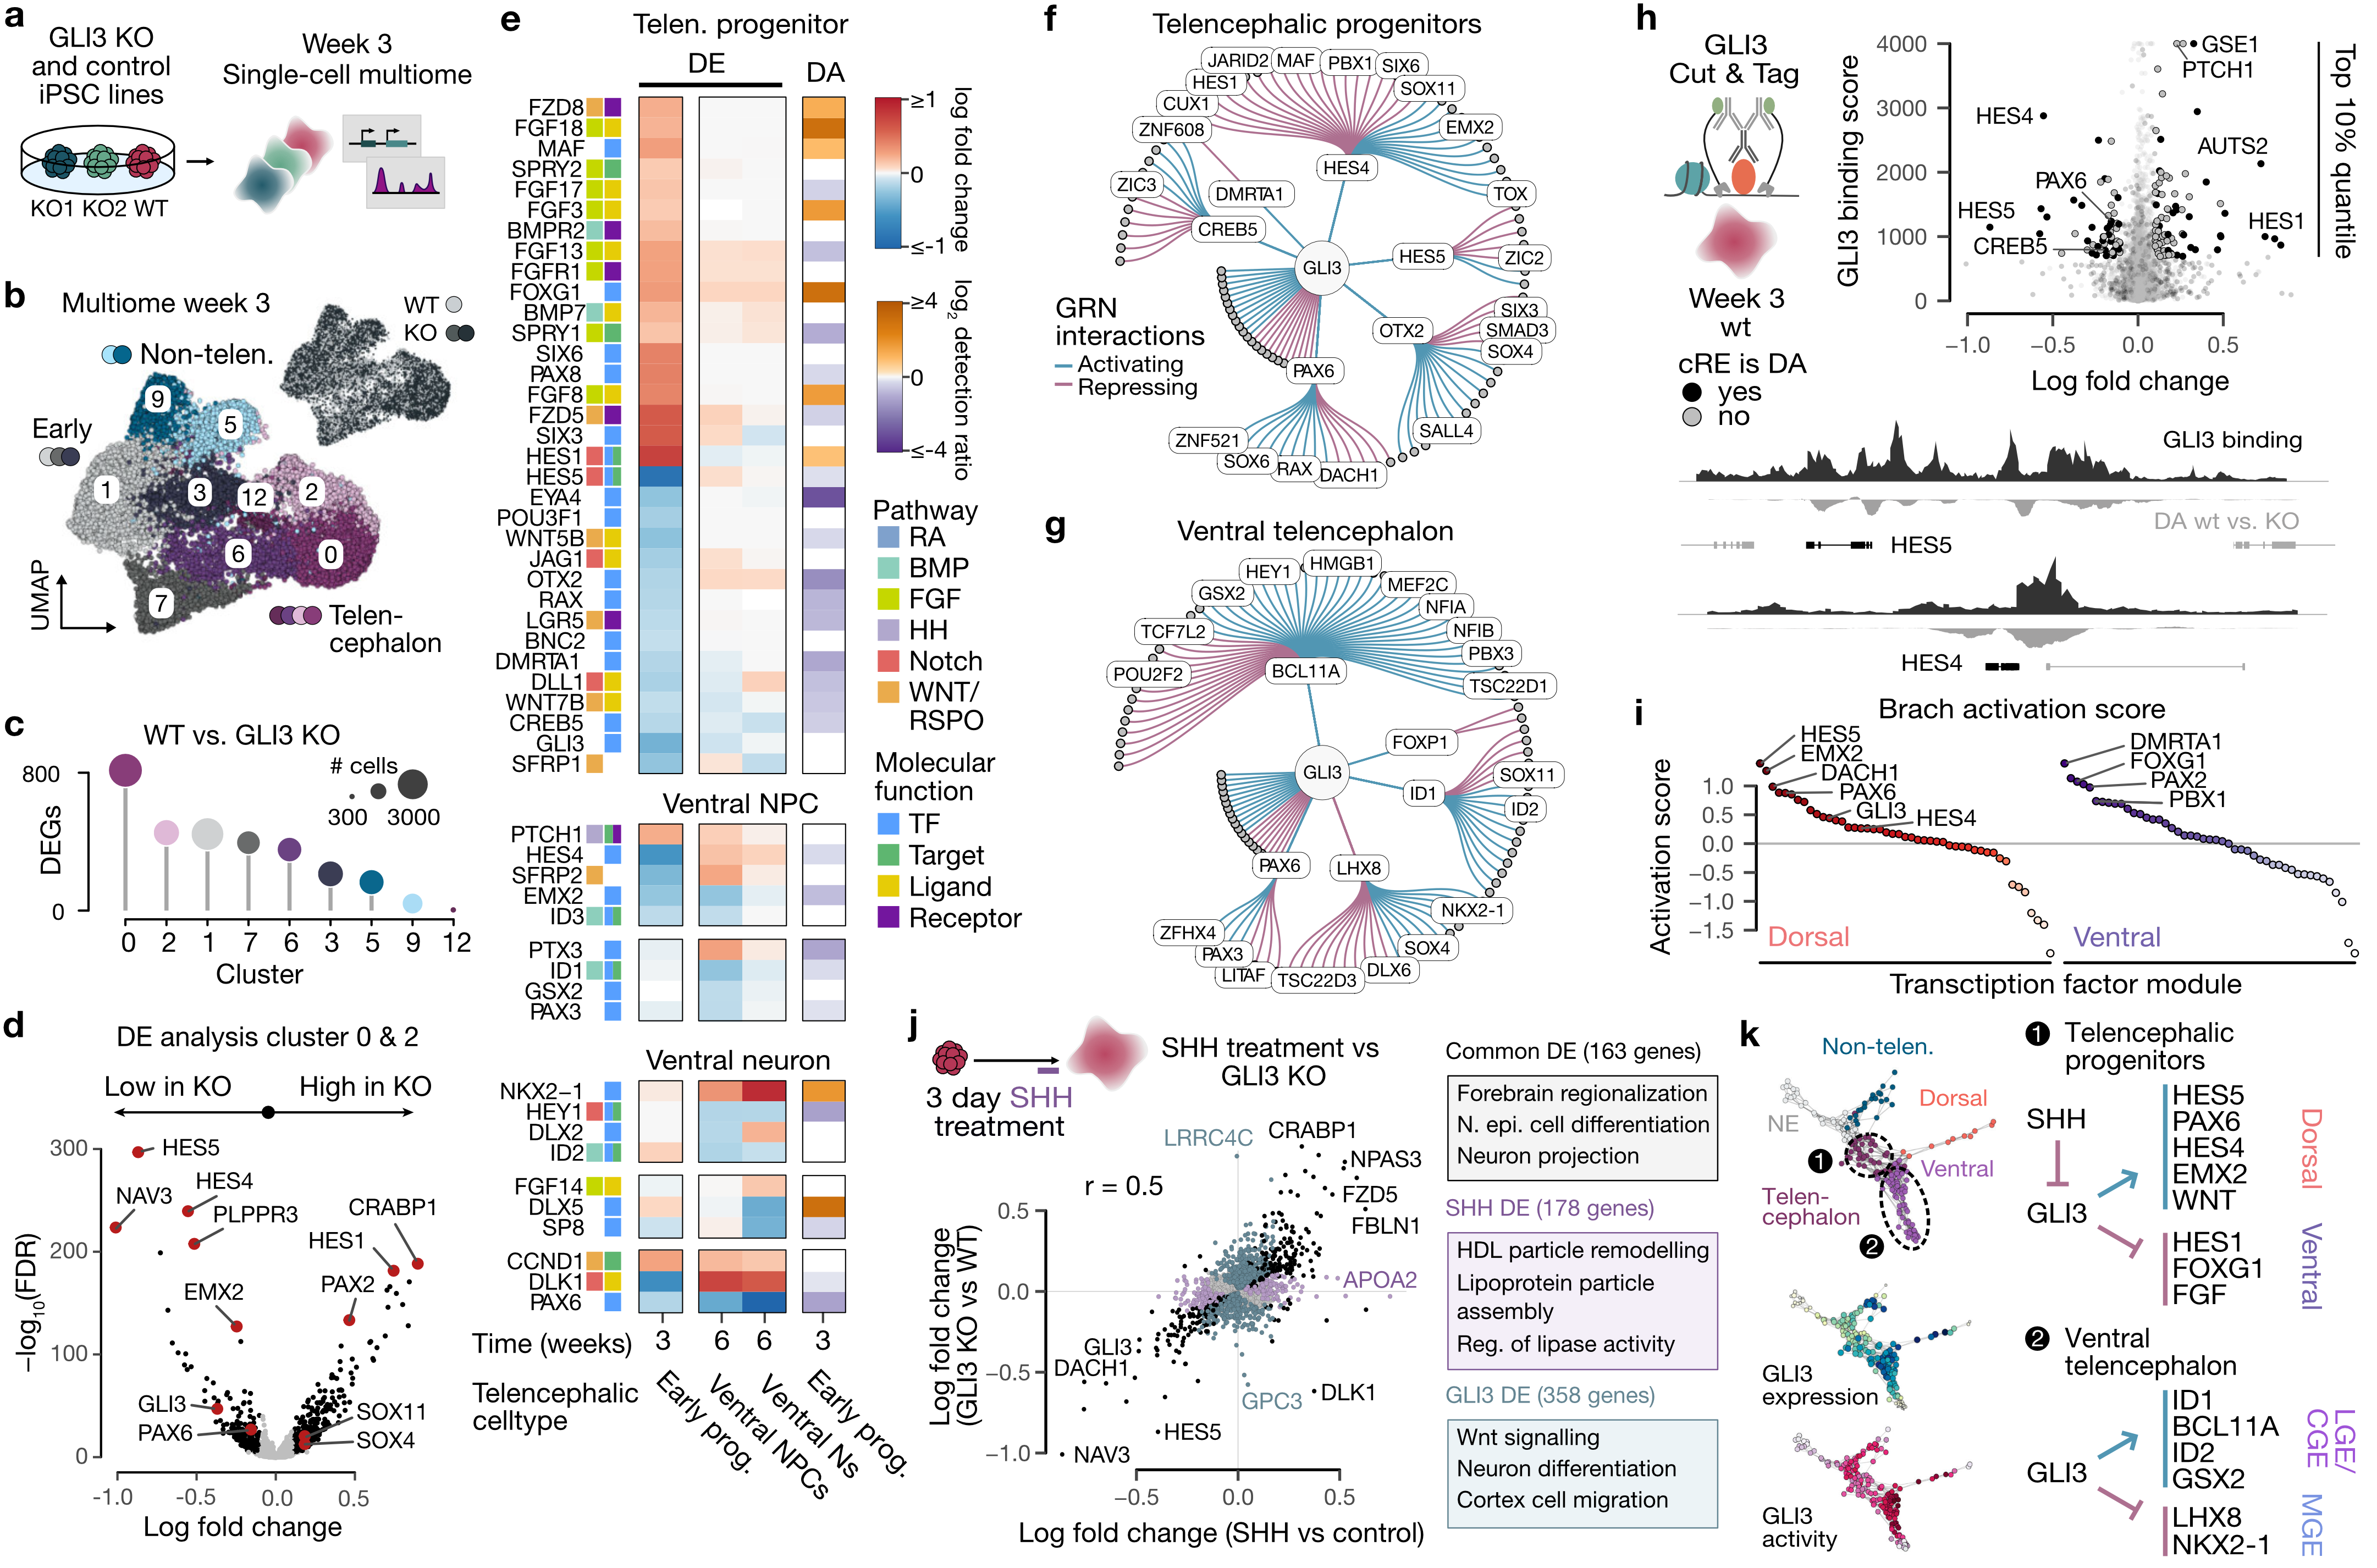 a
GLI3 KO
and control
iPSC lines
Week 3
Single-cell multiome
KO1 KO2 WT
b
Multiome week 3
WT
KO
Non-telen.
Early
9
5
1
3
12
2
6
0
7
UMAP
Telen-
cephalon
c
WT vs. GLI3 KO
# cells
300 3000
800
0
DEGs
0 2 1 7 6 3 5 9 12
Cluster
d
DE analysis cluster 0 & 2
Low in KO
High in KO
HES5
HES4
NAV3
PLPPR3
CRABP1
HES1
EMX2
PAX2
GLI3
PAX6
SOX11
SOX4
300
200
100
0
−log10(FDR)
-1.0 -0.5 0.0 0.5
Log fold change
e
Telen. progenitor
DE
DA
FZD8
FGF18
MAF
SPRY2
FGF17
FGF3
BMPR2
FGF13
FGFR1
FOXG1
BMP7
SPRY1
SIX6
PAX8
FGF8
FZD5
SIX3
HES1
HES5
EYA4
POU3F1
WNT5B
JAG1
OTX2
RAX
LGR5
BNC2
DMRTA1
DLL1
WNT7B
CREB5
GLI3
SFRP1
Ventral NPC
PTCH1
HES4
SFRP2
EMX2
ID3
PTX3
ID1
GSX2
PAX3
Ventral neuron
NKX2−1
HEY1
DLX2
ID2
FGF14
DLX5
SP8
CCND1
DLK1
PAX6
Time (weeks) 3 6 6 3
Telencephalic
celltype
Early prog.
Ventral NPCs
Ventral Ns
Early prog.
≥1
0
≤-1
log fold change
≥4
0
≤-4
log2 detection ratio
Pathway
RA
BMP
FGF
HH
Notch
WNT/
RSPO
Molecular
function
TF
Target
Ligand
Receptor
f
Telencephalic progenitors
JARID2
MAF
PBX1
SIX6
HES1
SOX11
CUX1
ZNF608
EMX2
HES4
ZIC3
DMRTA1
TOX
CREB5
GLI3
HES5
ZIC2
GRN
interactions
Activating
Repressing
OTX2
SIX3
SMAD3
SOX4
PAX6
ZNF521
SOX6
RAX
DACH1
SALL4
g
Ventral telencephalon
HEY1
HMGB1
GSX2
MEF2C
NFIA
TCF7L2
NFIB
PBX3
POU2F2
BCL11A
TSC22D1
FOXP1
GLI3
SOX11
ID1
ID2
PAX6
LHX8
NKX2-1
ZFHX4
PAX3
LITAF
TSC22D3
DLX6
SOX4
h
GLI3
Cut & Tag
Week 3
wt
cRE is DA
yes
no
GLI3 binding score
4000
3000
2000
1000
0
GSE1
PTCH1
HES4
AUTS2
PAX6
HES5
HES1
CREB5
Top 10% quantile
−1.0 −0.5 0.0 0.5
Log fold change
GLI3 binding
DA wt vs. KO
HES5
HES4
i
Brach activation score
HES5
EMX2
DACH1
PAX6
GLI3
HES4
DMRTA1
FOXG1
PAX2
PBX1
Activation score
1.0
0.5
0.0
−0.5
−1.0
−1.5
Dorsal
Ventral
Transctiption factor module
j
3 day SHH
treatment
SHH treatment vs
GLI3 KO
r = 0.5
LRRC4C
CRABP1
NPAS3
FZD5
FBLN1
APOA2
GLI3
DACH1
GPC3
DLK1
HES5
NAV3
0.5
0.0
−0.5
−1.0
Log fold change
(GLI3 KO vs WT)
−0.5 0.0 0.5
Log fold change (SHH vs control)
Common DE (163 genes)
Forebrain regionalization
N. epi. cell differentiation
Neuron projection
SHH DE (178 genes)
HDL particle remodelling
Lipoprotein particle
assembly
Reg. of lipase activity
GLI3 DE (358 genes)
Wnt signalling
Neuron differentiation
Cortex cell migration
k
Non-telen.
Dorsal
NE
1
Ventral
Telen-
cephalon
2
GLI3
expression
GLI3
activity
1 Telencephalic
progenitors
SHH
GLI3
HES5
PAX6
HES4
EMX2
WNT
Dorsal
HES1
FOXG1
FGF
Ventral
2 Ventral
telencephalon
GLI3
ID1
BCL11A
ID2
GSX2
LGE/
CGE
LHX8
NKX2-1
MGE